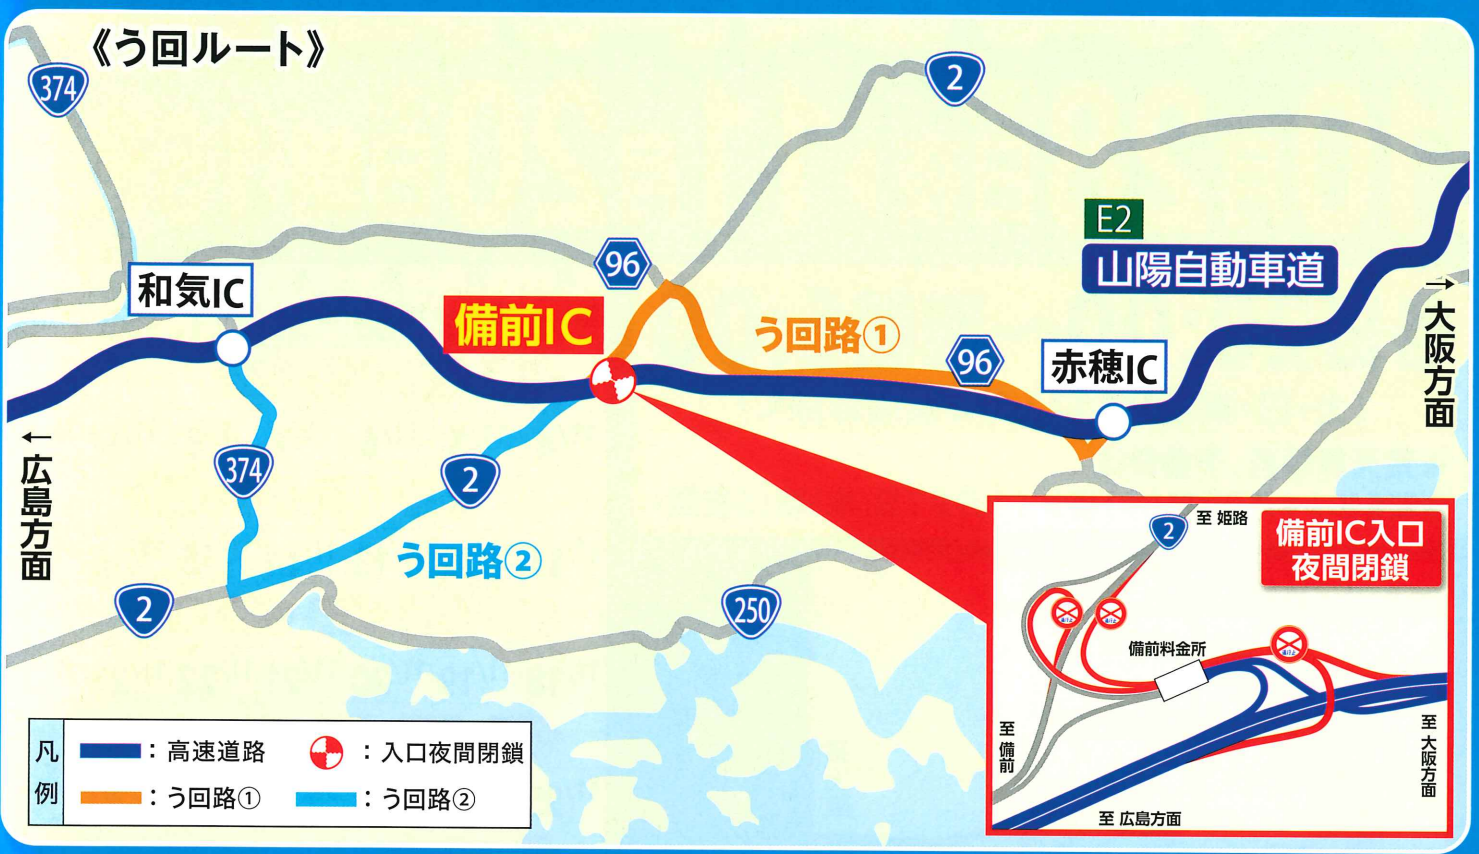 《う回ルート》
374
2
E2
山陽自動車道
96
和気IC
備前IC
う回路①
96
赤穂IC
→大阪方面
←広島方面
374
2
う回路②
2
250
備前IC入口
夜間閉鎖
2
至 姫路
備前料金所
至 備前
至 大阪方面
至 広島方面
凡例
：高速道路
：入口夜間閉鎖
：う回路①
：う回路②